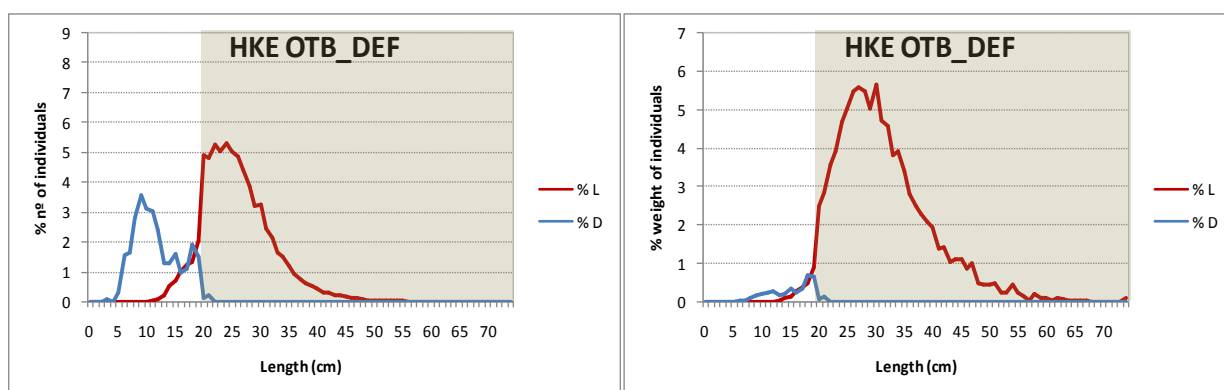 HKE OTB_DEF
% nº of individuals
9
8
7
6
5
4
3
2
1
0
0 5 10 15 20 25 30 35 40 45 50 55 60 65 70
Length (cm)
% L
% D
HKE OTB_DEF
% weight of individuals
7
6
5
4
3
2
1
0
0 5 10 15 20 25 30 35 40 45 50 55 60 65 70
Length (cm)
% L
% D